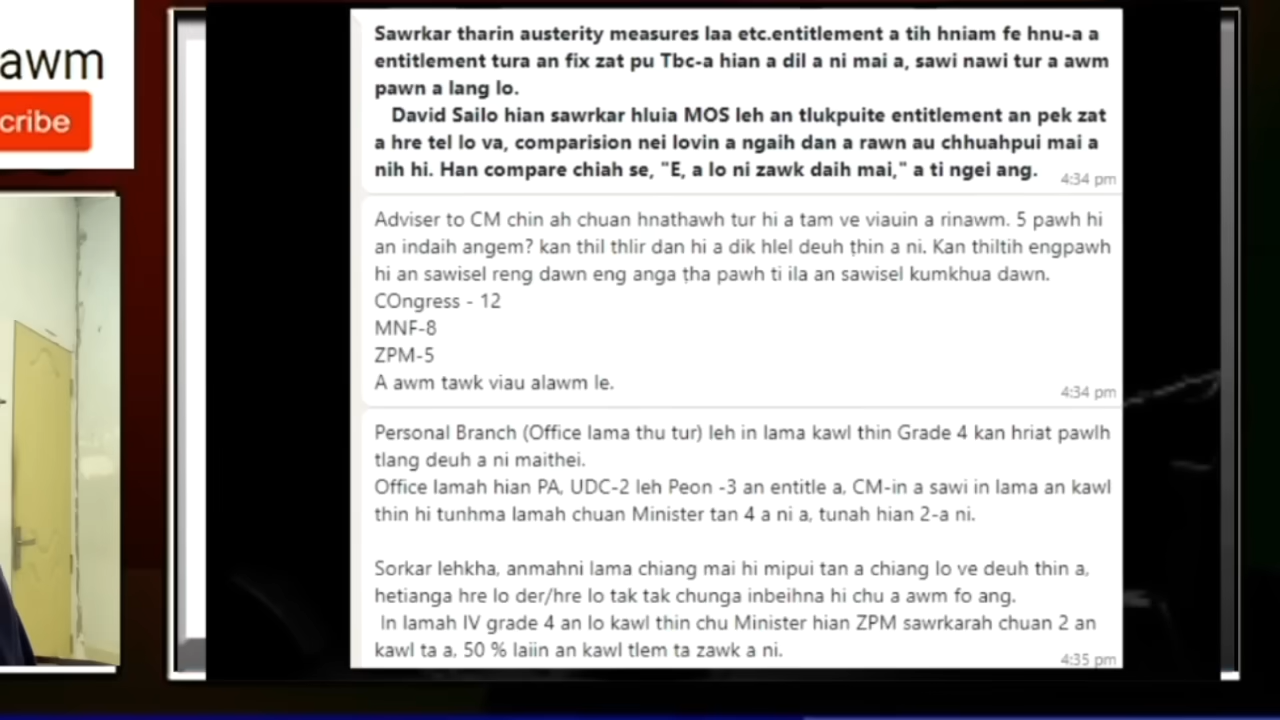 awm
cribe
Sawrkar tharin austerity measures laa etc.entitlement a tih hniam fe hnu-a a
entitlement tura an fix zat pu Tbc-a hian a dil a ni mai a, sawi nawi tur a awm
pawn a lang lo.
David Sailo hian sawrkar hluia MOS leh an tlukpuite entitlement an pek zat
a hre tel lo va, comparision nei lovin a ngaih dan a rawn au chhuahpui mai a
nih hi. Han compare chiah se, "E, a lo ni zawk daih mai," a ti ngei ang.
4:34 pm
Adviser to CM chin ah chuan hnathawh tur hi a tam ve viauin a rinawm. 5 pawh hi
an indaih angem? kan thil thlir dan hi a dik hlel deuh ṭhin a ni. Kan thiltih engpawh
hi an sawisel reng dawn eng anga ṭha pawh ti ila an sawisel kumkhua dawn.
COngress - 12
MNF-8
ZPM-5
A awm tawk viau alawm le.
4:34 pm
Personal Branch (Office lama thu tur) leh in lama kawl thin Grade 4 kan hriat pawlh
tlang deuh a ni maithei.
Office lamah hian PA, UDC-2 leh Peon -3 an entitle a, CM-in a sawi in lama an kawl
thin hi tunhma lamah chuan Minister tan 4 a ni a, tunah hian 2-a ni.
Sorkar lehkha, anmahni lama chiang mai hi mipui tan a chiang lo ve deuh thin a,
hetianga hre lo der/hre lo tak tak chunga inbeihna hi chu a awm fo ang.
In lamah IV grade 4 an lo kawl thin chu Minister hian ZPM sawrkarah chuan 2 an
kawl ta a, 50 % laiin an kawl tlem ta zawk a ni.
4:35 pm